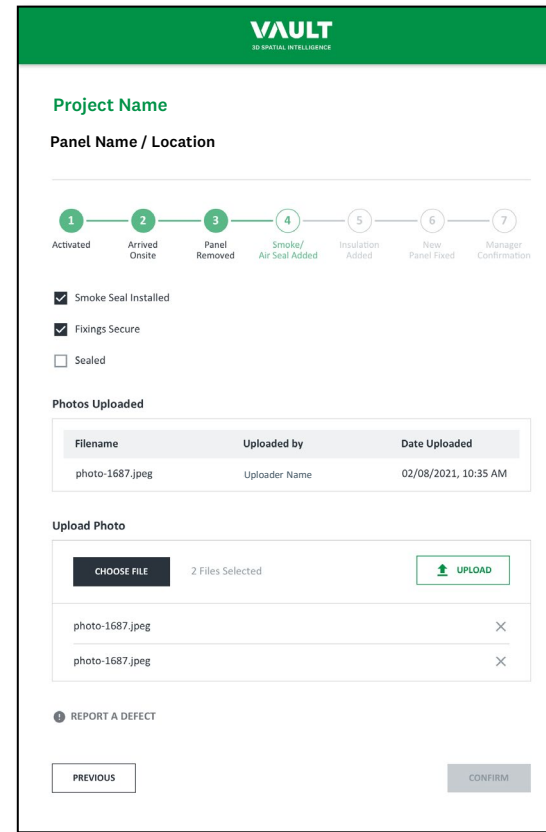 VAULT
3D SPATIAL INTELLIGENCE
Project Name
Panel Name / Location
1 2 3 4 5 6 7
Activated Arrived Onsite Panel Removed Smoke/ Air Seal Added Insulation Added New Panel Fixed Manager Confirmation
Smoke Seal Installed
Fixings Secure
Sealed
Photos Uploaded
Filename Uploaded by Date Uploaded
photo-1687.jpeg Uploader Name 02/08/2021, 10:35 AM
Upload Photo
CHOOSE FILE 2 Files Selected UPLOAD
photo-1687.jpeg
photo-1687.jpeg
REPORT A DEFECT
PREVIOUS CONFIRM